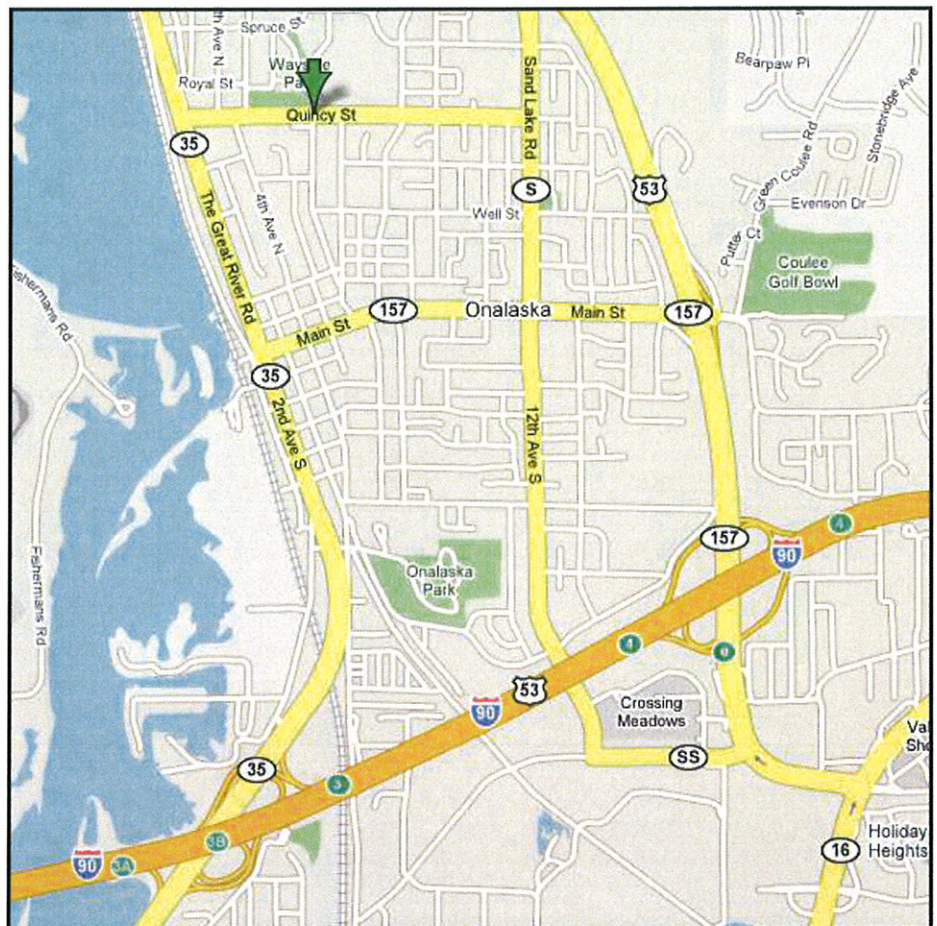 Spruce St
4th Ave N
Royal St
Quincy St
35
Sand Lake Rd
S
53
Bearpaw Pl
Stonebridge Ave
Green Coulee Rd
Evenson Dr
Well St
4th Ave N
The Great River Rd
Coulee
Golf Bowl
Ct
Fishermans Rd
Main St
157
Onalaska
Main St
157
35
2nd Ave S
12th Ave S
157
90
4
Onalaska
Park
Fishermans Rd
4
53
90
Crossing
Meadows
SS
35
3
3B
90
3A
16
Holiday
Heights